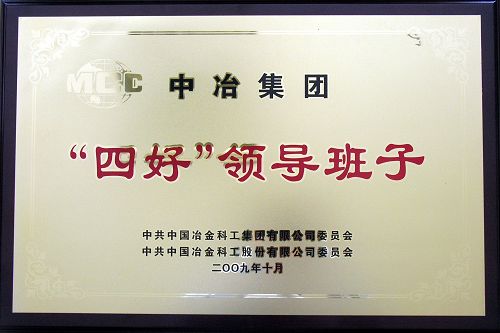 MCC 中冶集团
“四好”领导班子
中共中国冶金科工集团有限公司委员会
中共中国冶金科工股份有限公司委员会
二〇〇九年十月